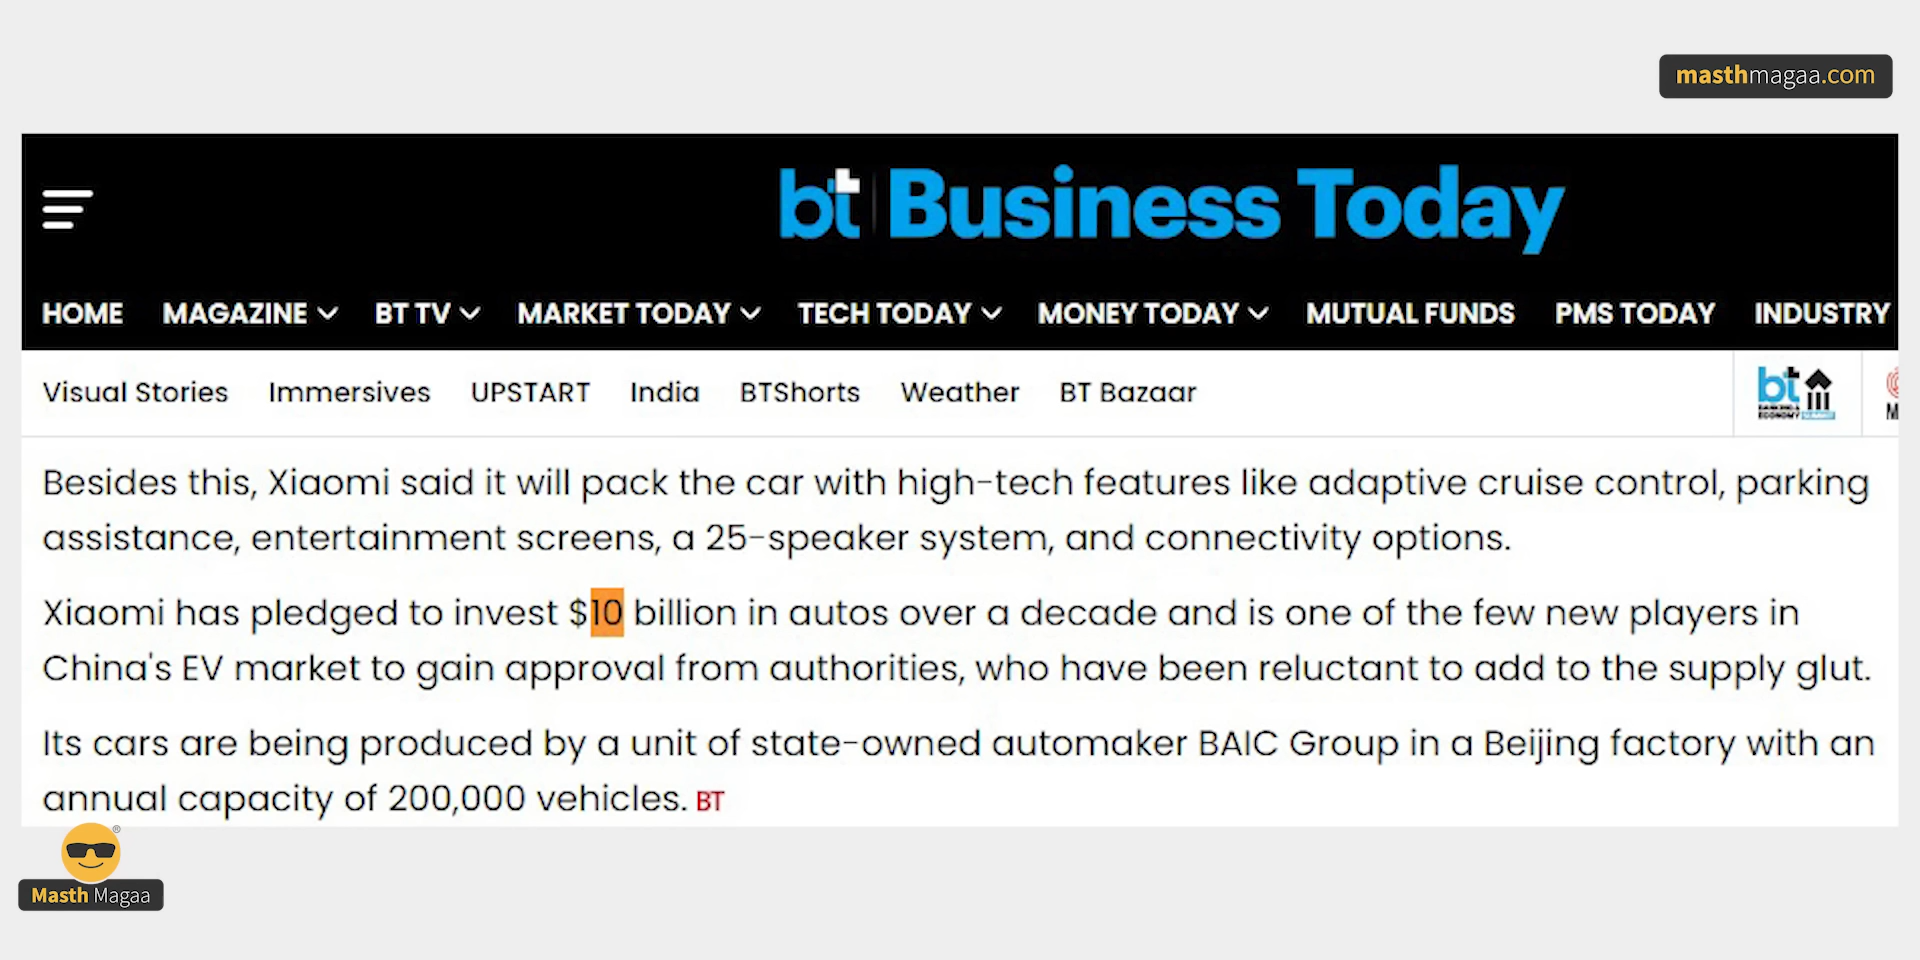 masthmagaa.com
bt Business Today
HOME MAGAZINE BT TV MARKET TODAY TECH TODAY MONEY TODAY MUTUAL FUNDS PMS TODAY INDUSTRY
Visual Stories Immersives UPSTART India BTShorts Weather BT Bazaar bt
Besides this, Xiaomi said it will pack the car with high-tech features like adaptive cruise control, parking
assistance, entertainment screens, a 25-speaker system, and connectivity options.
Xiaomi has pledged to invest $10 billion in autos over a decade and is one of the few new players in
China's EV market to gain approval from authorities, who have been reluctant to add to the supply glut.
Its cars are being produced by a unit of state-owned automaker BAIC Group in a Beijing factory with an
annual capacity of 200,000 vehicles. BT
®
Masth Magaa